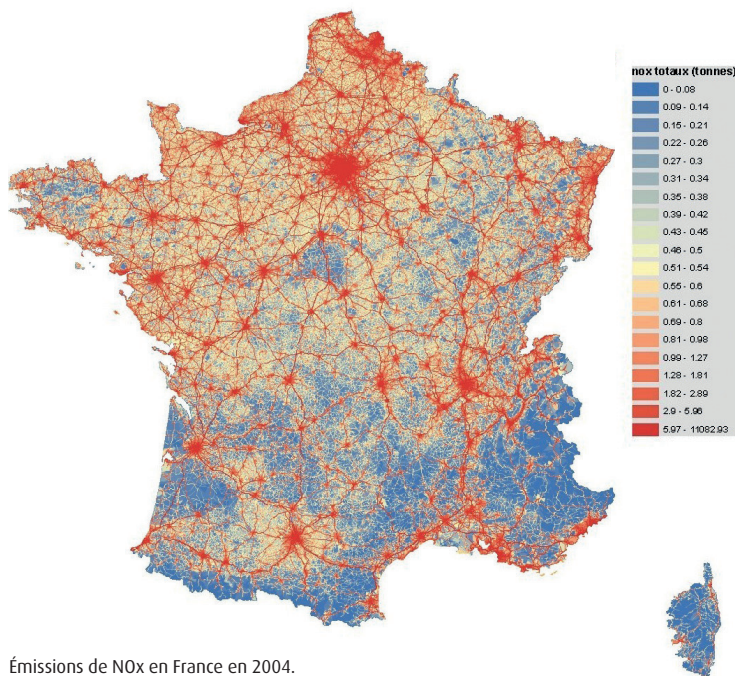 nox totaux (tonnes)
0 - 0.08
0.09 - 0.14
0.15 - 0.21
0.22 - 0.26
0.27 - 0.3
0.31 - 0.34
0.35 - 0.38
0.39 - 0.42
0.43 - 0.45
0.46 - 0.5
0.51 - 0.54
0.55 - 0.6
0.61 - 0.68
0.69 - 0.8
0.81 - 0.98
0.99 - 1.27
1.28 - 1.81
1.82 - 2.89
2.9 - 5.96
5.97 - 11082.93
Émissions de NOx en France en 2004.